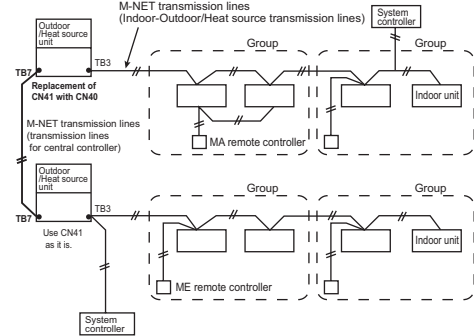 M-NET transmission lines
(Indoor-Outdoor/Heat source transmission lines)
System
controller
Outdoor
/Heat source
unit
TB7
TB3
Replacement of
CN41 with CN40
Group
Group
Indoor unit
MA remote controller
M-NET transmission lines
(transmission lines
for central controller)
Outdoor
/Heat source
unit
TB7
TB3
Use CN41
as it is.
Group
Group
Indoor unit
ME remote controller
System
controller